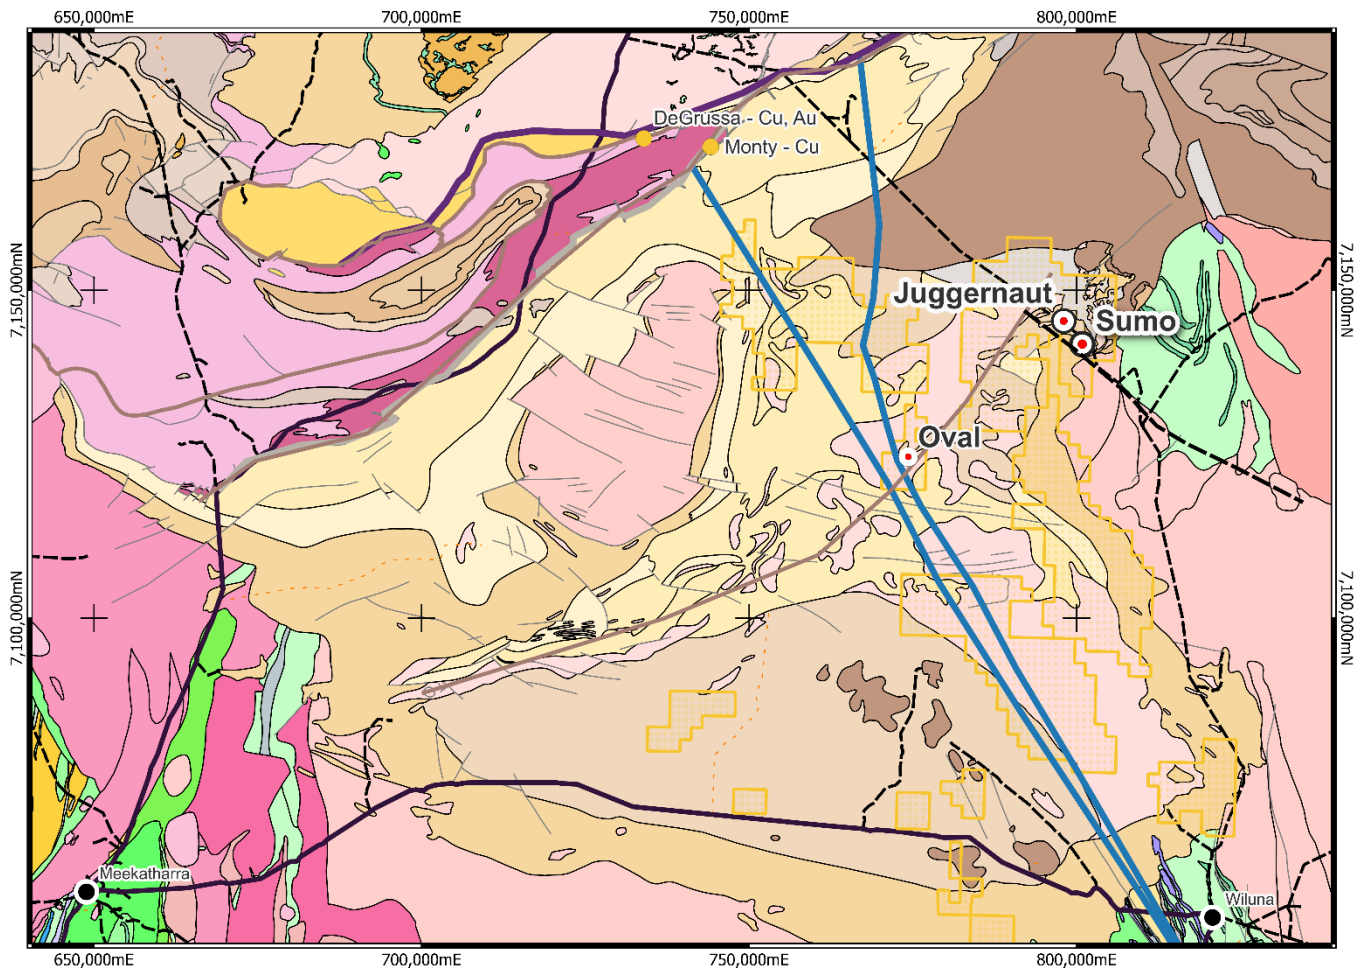 650,000mE 700,000mE 750,000mE 800,000mE
DeGrussa - Cu, Au
Monty - Cu
7,150,000mN
7,150,000mN
Juggernaut
Sumo
Oval
7,100,000mN
7,100,000mN
Meekatharra
Wiluna
650,000mE 700,000mE 750,000mE 800,000mE